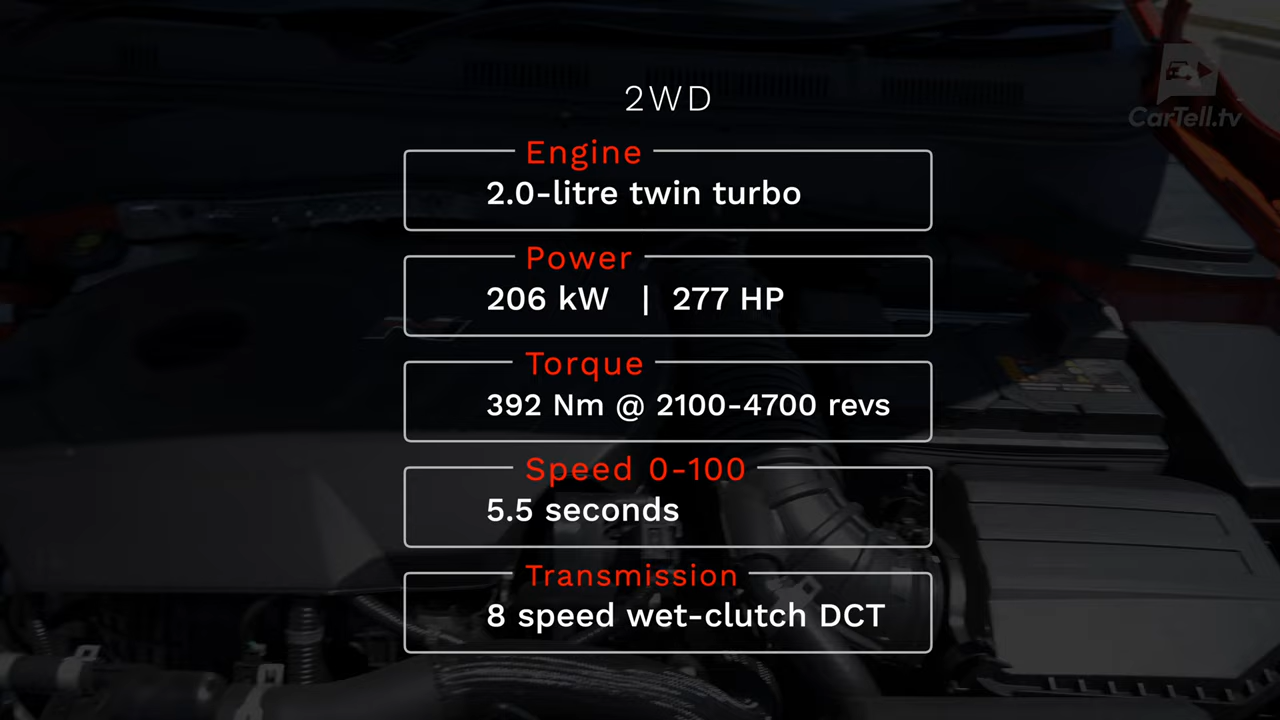 2WD
CarTell.tv
Engine
2.0-litre twin turbo
Power
206 kW | 277 HP
Torque
392 Nm @ 2100-4700 revs
Speed 0-100
5.5 seconds
Transmission
8 speed wet-clutch DCT